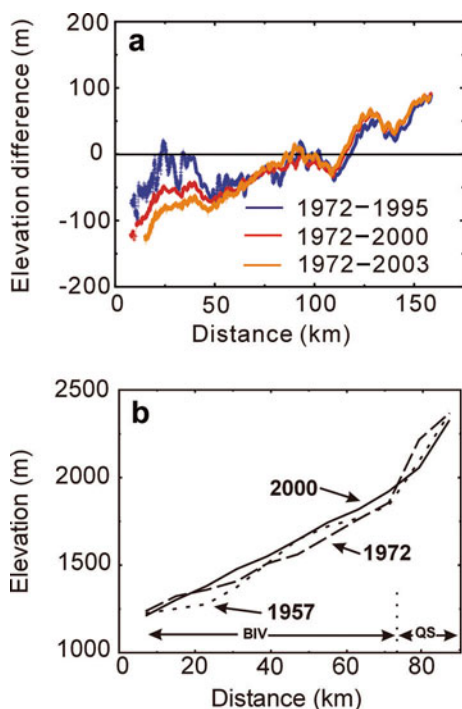 a
Elevation difference (m)
200
100
0
-100
-200
1972–1995
1972–2000
1972–2003
0 50 100 150
Distance (km)
b
Elevation (m)
2500
2000
1500
1000
2000
1972
1957
BIV
QS
0 20 40 60 80
Distance (km)